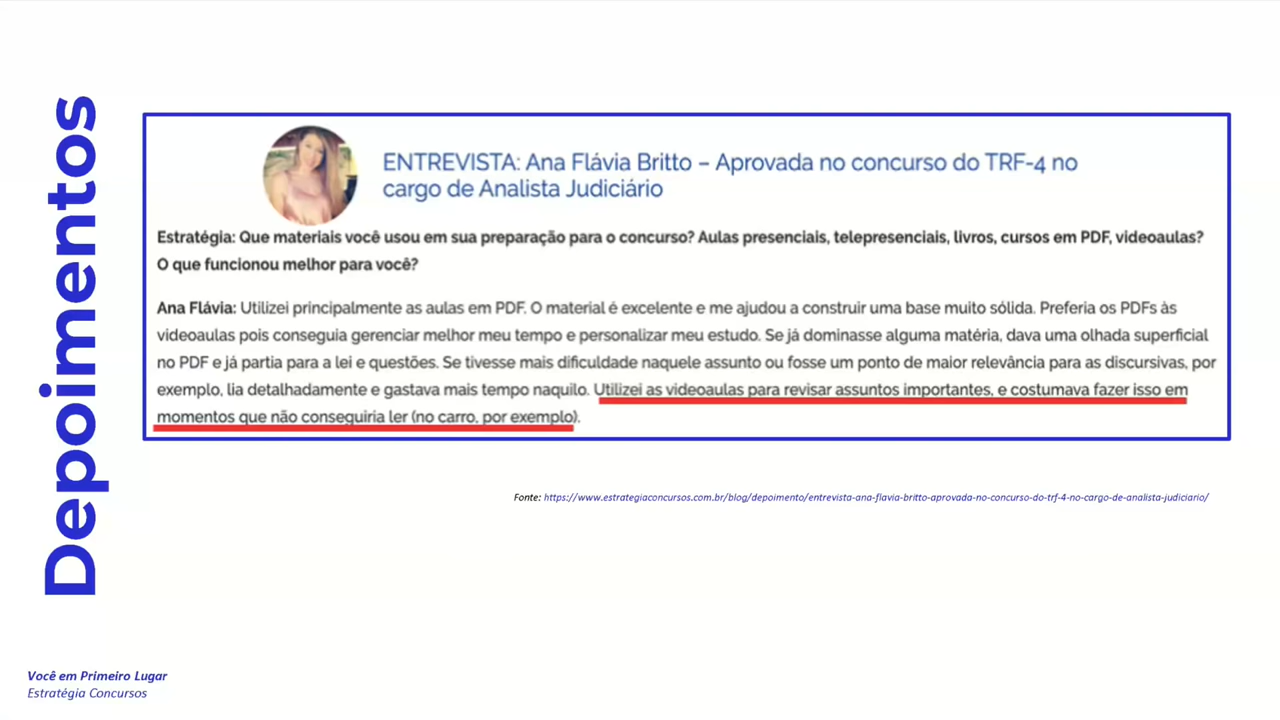 Depoimentos
ENTREVISTA: Ana Flávia Britto – Aprovada no concurso do TRF-4 no
cargo de Analista Judiciário
Estratégia: Que materiais você usou em sua preparação para o concurso? Aulas presenciais, telepresenciais, livros, cursos em PDF, videoaulas?
O que funcionou melhor para você?
Ana Flávia: Utilizei principalmente as aulas em PDF. O material é excelente e me ajudou a construir uma base muito sólida. Preferia os PDFs às
videoaulas pois conseguia gerenciar melhor meu tempo e personalizar meu estudo. Se já dominasse alguma matéria, dava uma olhada superficial
no PDF e já partia para a lei e questões. Se tivesse mais dificuldade naquele assunto ou fosse um ponto de maior relevância para as discursivas, por
exemplo, lia detalhadamente e gastava mais tempo naquilo. Utilizei as videoaulas para revisar assuntos importantes, e costumava fazer isso em
momentos que não conseguiria ler (no carro, por exemplo).
Fonte: https://www.estrategiaconcursos.com.br/blog/depoimento/entrevista-ana-flavia-britto-aprovada-no-concurso-do-trf-4-no-cargo-de-analista-judiciario/
Você em Primeiro Lugar
Estratégia Concursos